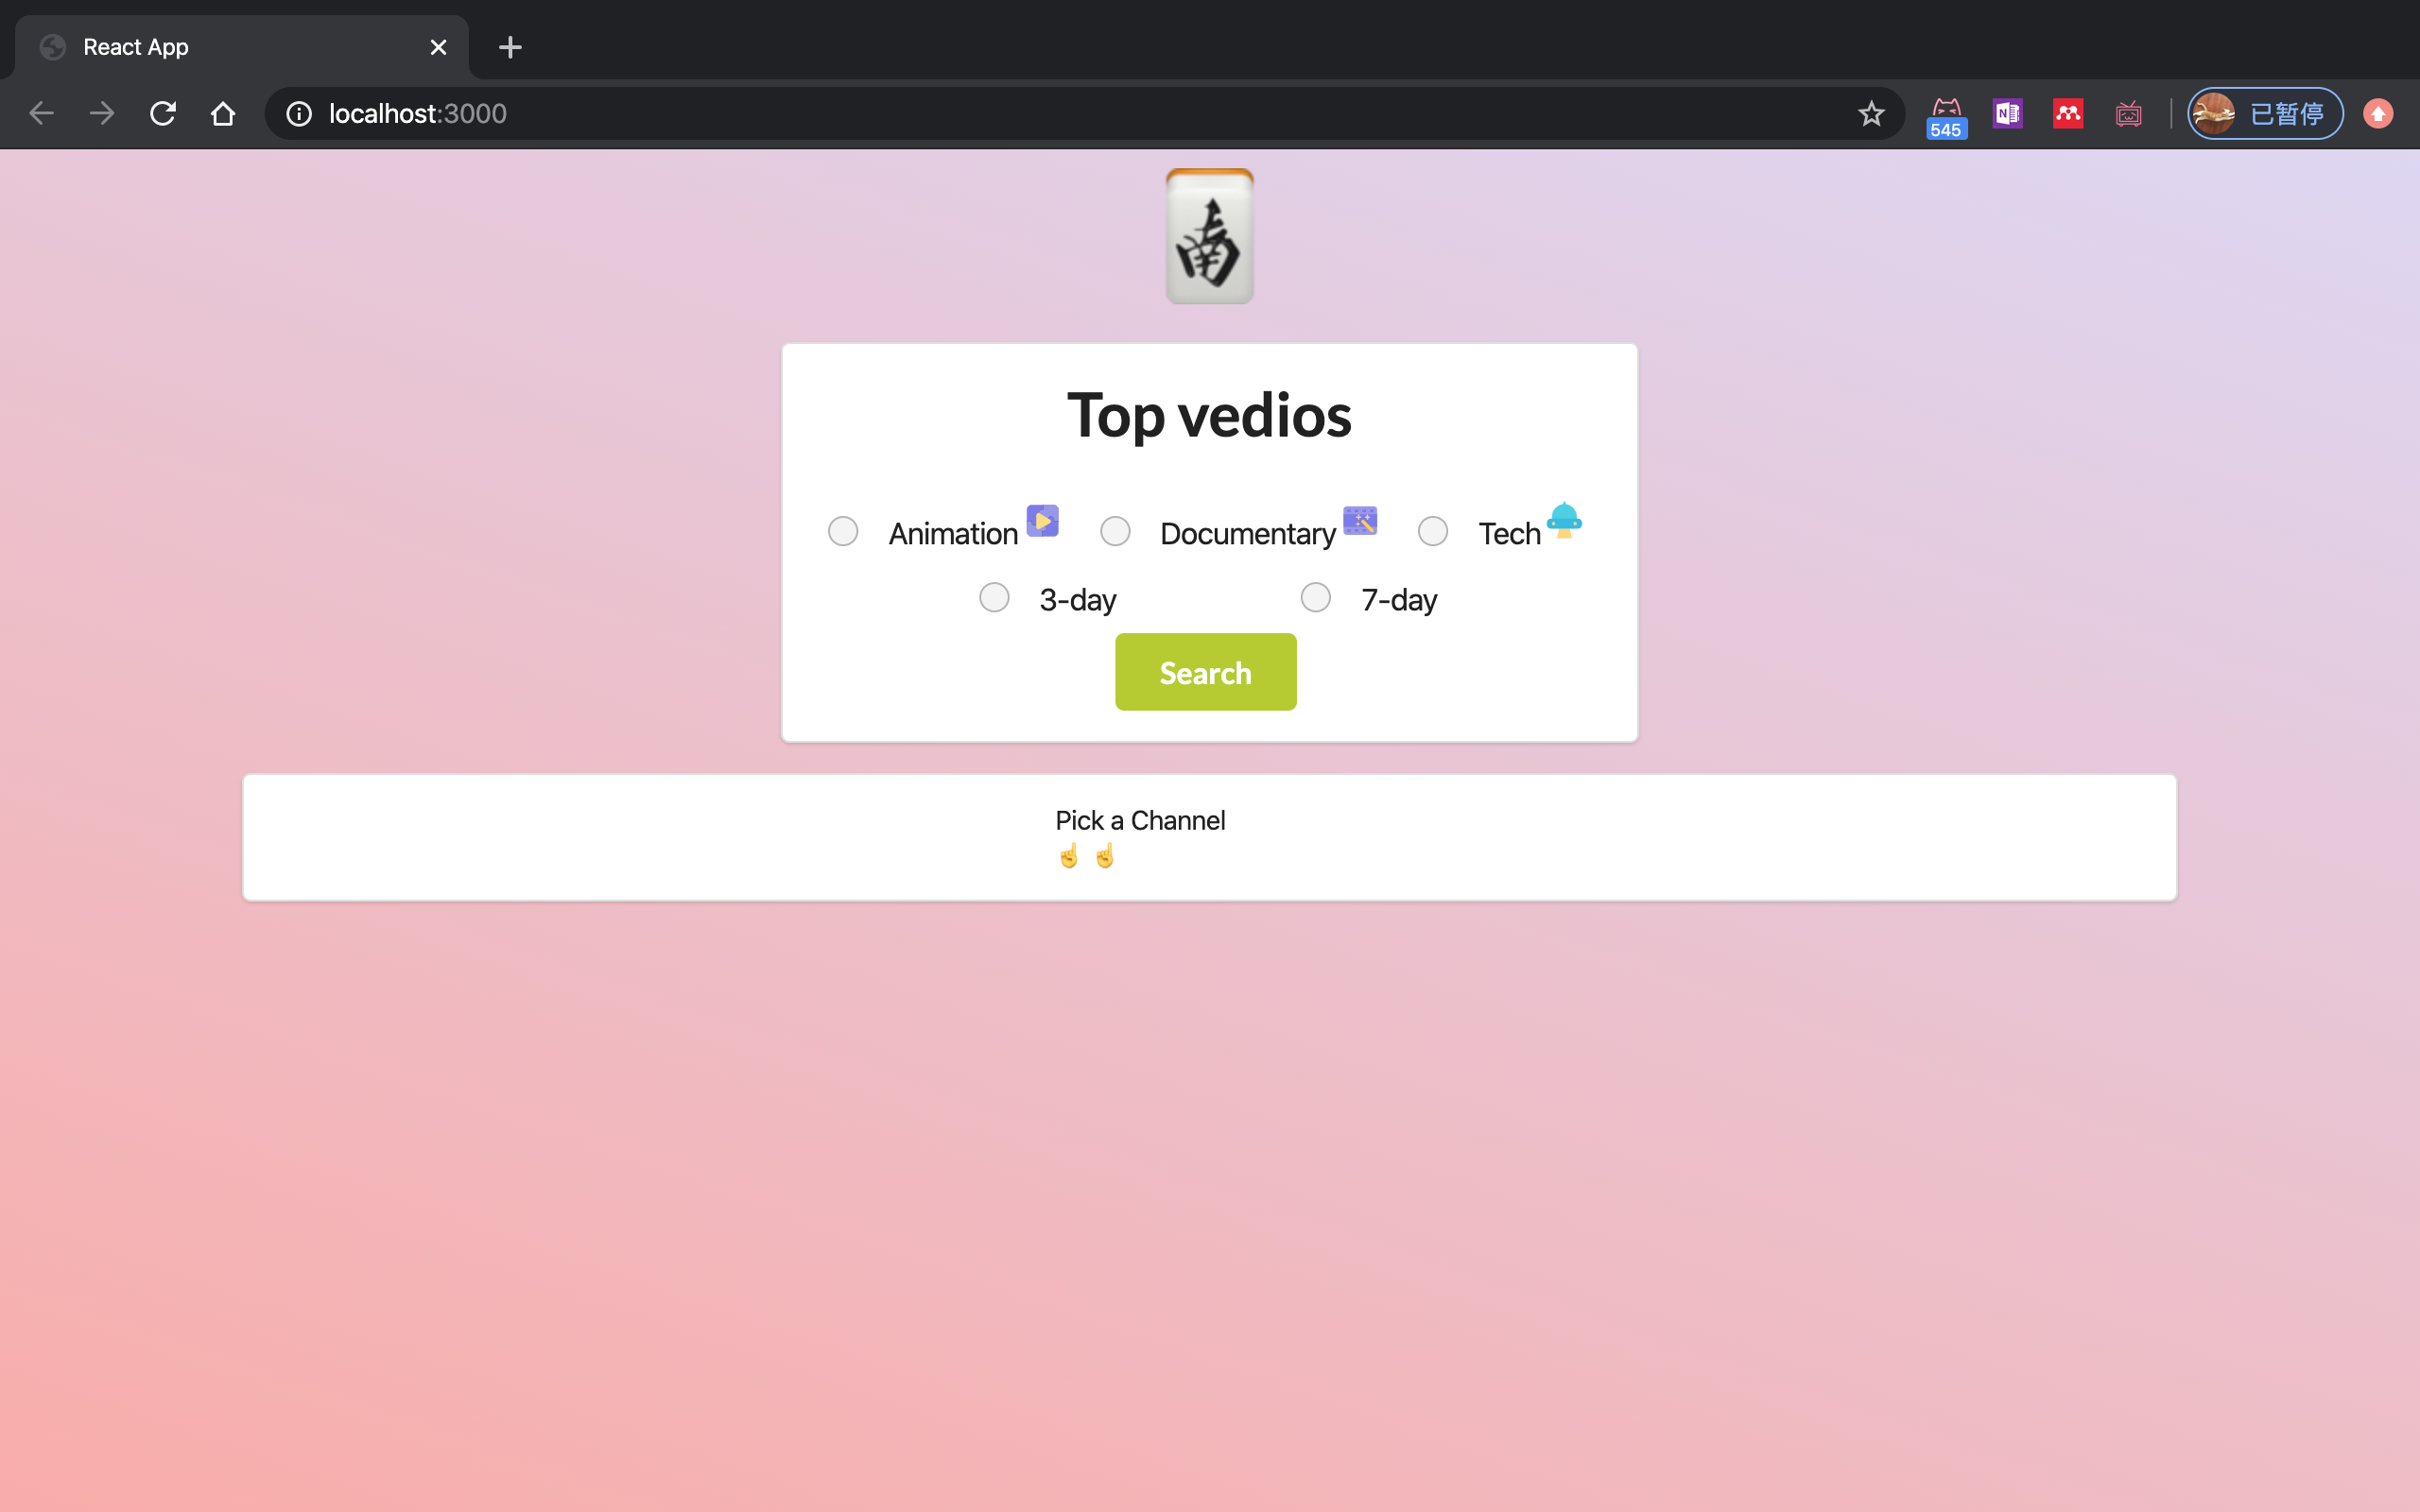 React App
localhost:3000
545
N
已暂停
南
Top vedios
Animation Documentary Tech
3-day 7-day
Search
Pick a Channel